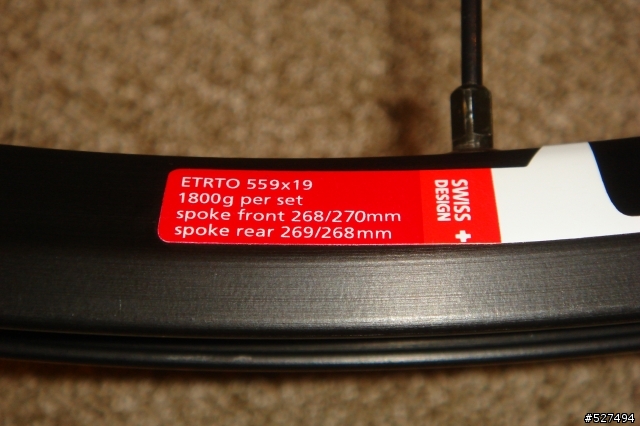 ETRTO 559x19
1800g per set
spoke front 268/270mm
spoke rear 269/268mm
SWISS
DESIGN
#527494